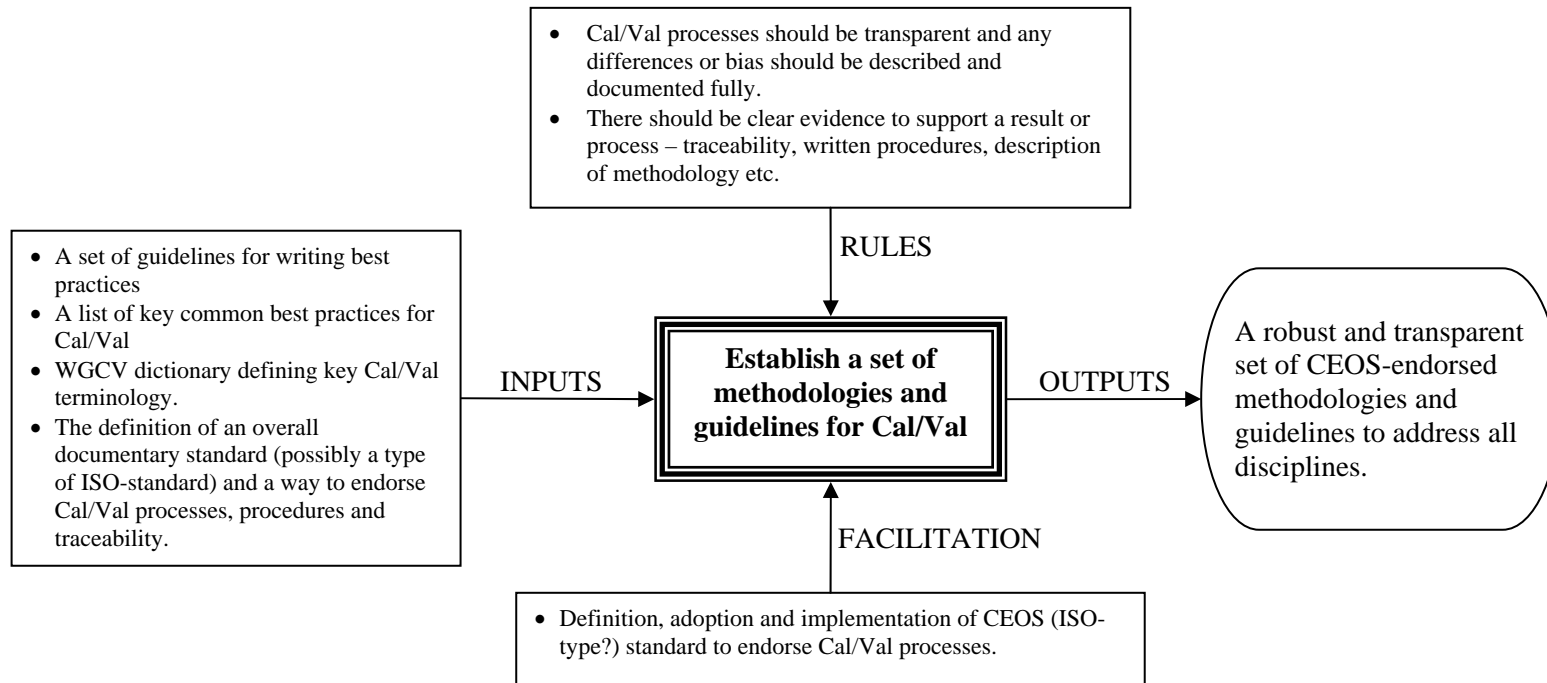 • Cal/Val processes should be transparent and any
differences or bias should be described and
documented fully.
• There should be clear evidence to support a result or
process – traceability, written procedures, description
of methodology etc.
RULES
• A set of guidelines for writing best
practices
• A list of key common best practices for
Cal/Val
• WGCV dictionary defining key Cal/Val
terminology.
• The definition of an overall
documentary standard (possibly a type
of ISO-standard) and a way to endorse
Cal/Val processes, procedures and
traceability.
INPUTS
Establish a set of
methodologies and
guidelines for Cal/Val
OUTPUTS
A robust and transparent
set of CEOS-endorsed
methodologies and
guidelines to address all
disciplines.
FACILITATION
• Definition, adoption and implementation of CEOS (ISO-
type?) standard to endorse Cal/Val processes.